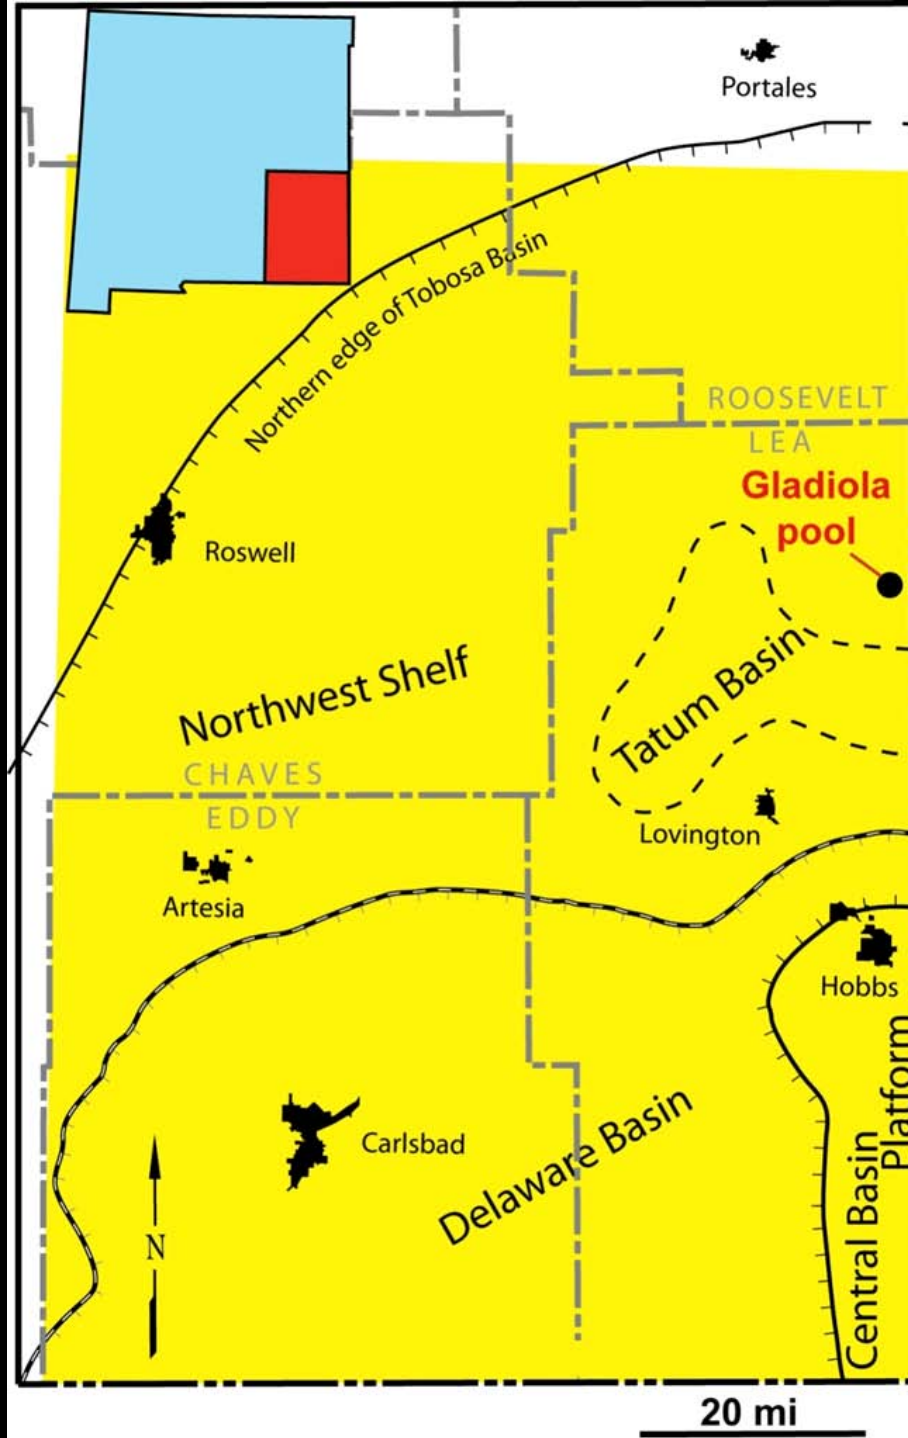 Portales
Northern edge of Tobosa Basin
ROOSEVELT
LEA
Gladiola
pool
Roswell
Northwest Shelf
Tatum Basin
CHAVES
EDDY
Lovington
Artesia
Hobbs
Carlsbad
Delaware Basin
Central Basin
Platform
N
20 mi